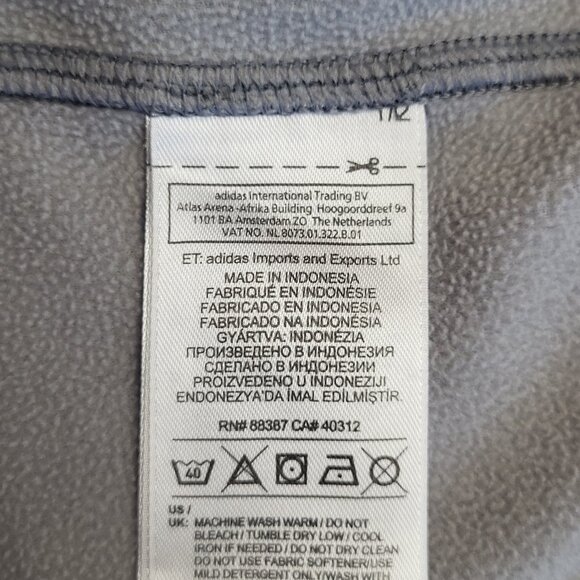 1/2
adidas International Trading BV
Atlas Arena -Afrika Building Hoogoorddreef 9a
1101 BA Amsterdam ZO The Netherlands
VAT NO. NL 8073.01.322.B.01
ET: adidas Imports and Exports Ltd
MADE IN INDONESIA
FABRIQUÉ EN INDONÉSIE
FABRICADO EN INDONESIA
FABRICADO NA INDONÉSIA
GYÁRTVA: INDONÉZIA
ПРОИЗВЕДЕНО В ИНДОНЕЗИЯ
СДЕЛАНО В ИНДОНЕЗИИ
PROIZVEDENO U INDONEZIJI
ENDONEZYA'DA İMAL EDİLMİŞTİR.
RN# 88387 CA# 40312
40
US /
UK: MACHINE WASH WARM / DO NOT
BLEACH / TUMBLE DRY LOW / COOL
IRON IF NEEDED / DO NOT DRY CLEAN
DO NOT USE FABRIC SOFTENER / USE
MILD DETERGENT ONLY / WASH WITH